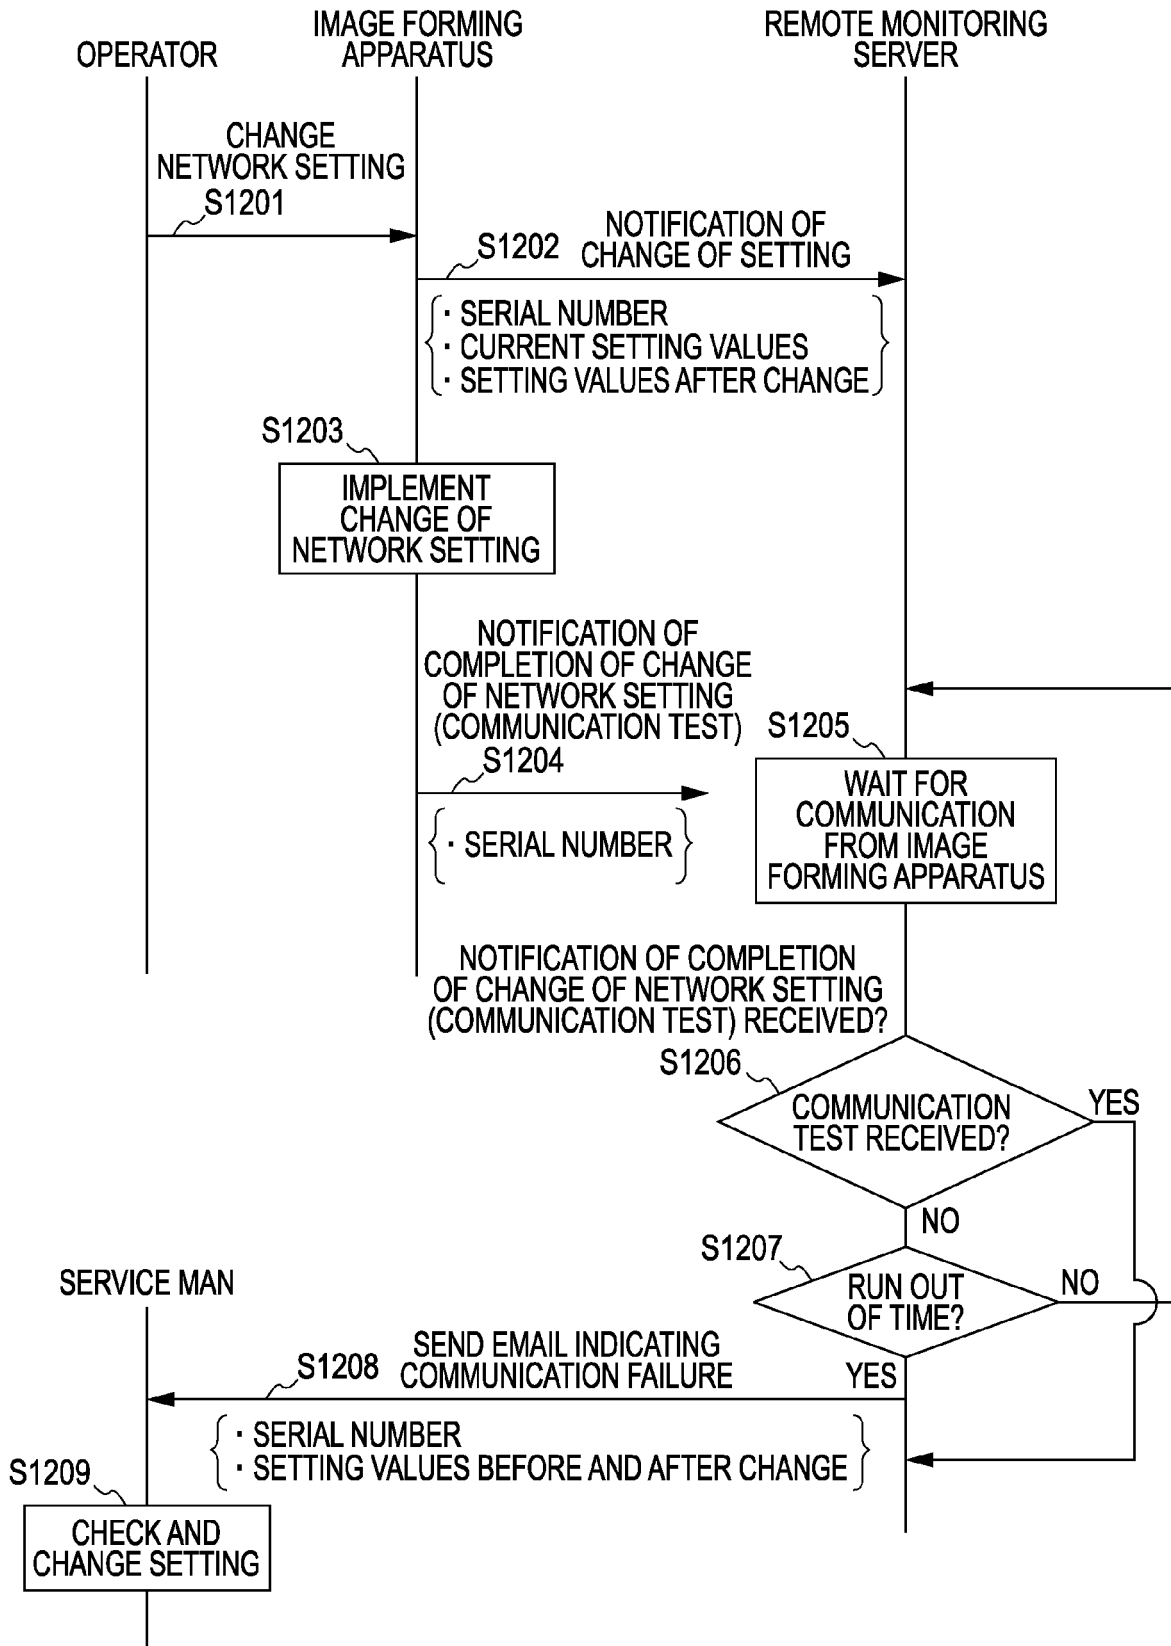 OPERATOR
IMAGE FORMING
APPARATUS
REMOTE MONITORING
SERVER
CHANGE
NETWORK SETTING
S1201
S1202
NOTIFICATION OF
CHANGE OF SETTING
· SERIAL NUMBER
· CURRENT SETTING VALUES
· SETTING VALUES AFTER CHANGE
S1203
IMPLEMENT
CHANGE OF
NETWORK SETTING
NOTIFICATION OF
COMPLETION OF CHANGE
OF NETWORK SETTING
(COMMUNICATION TEST)
S1204
· SERIAL NUMBER
S1205
WAIT FOR
COMMUNICATION
FROM IMAGE
FORMING APPARATUS
NOTIFICATION OF COMPLETION
OF CHANGE OF NETWORK SETTING
(COMMUNICATION TEST) RECEIVED?
S1206
COMMUNICATION
TEST RECEIVED?
YES
NO
S1207
RUN OUT
OF TIME?
NO
YES
SERVICE MAN
SEND EMAIL INDICATING
COMMUNICATION FAILURE
S1208
· SERIAL NUMBER
· SETTING VALUES BEFORE AND AFTER CHANGE
S1209
CHECK AND
CHANGE SETTING